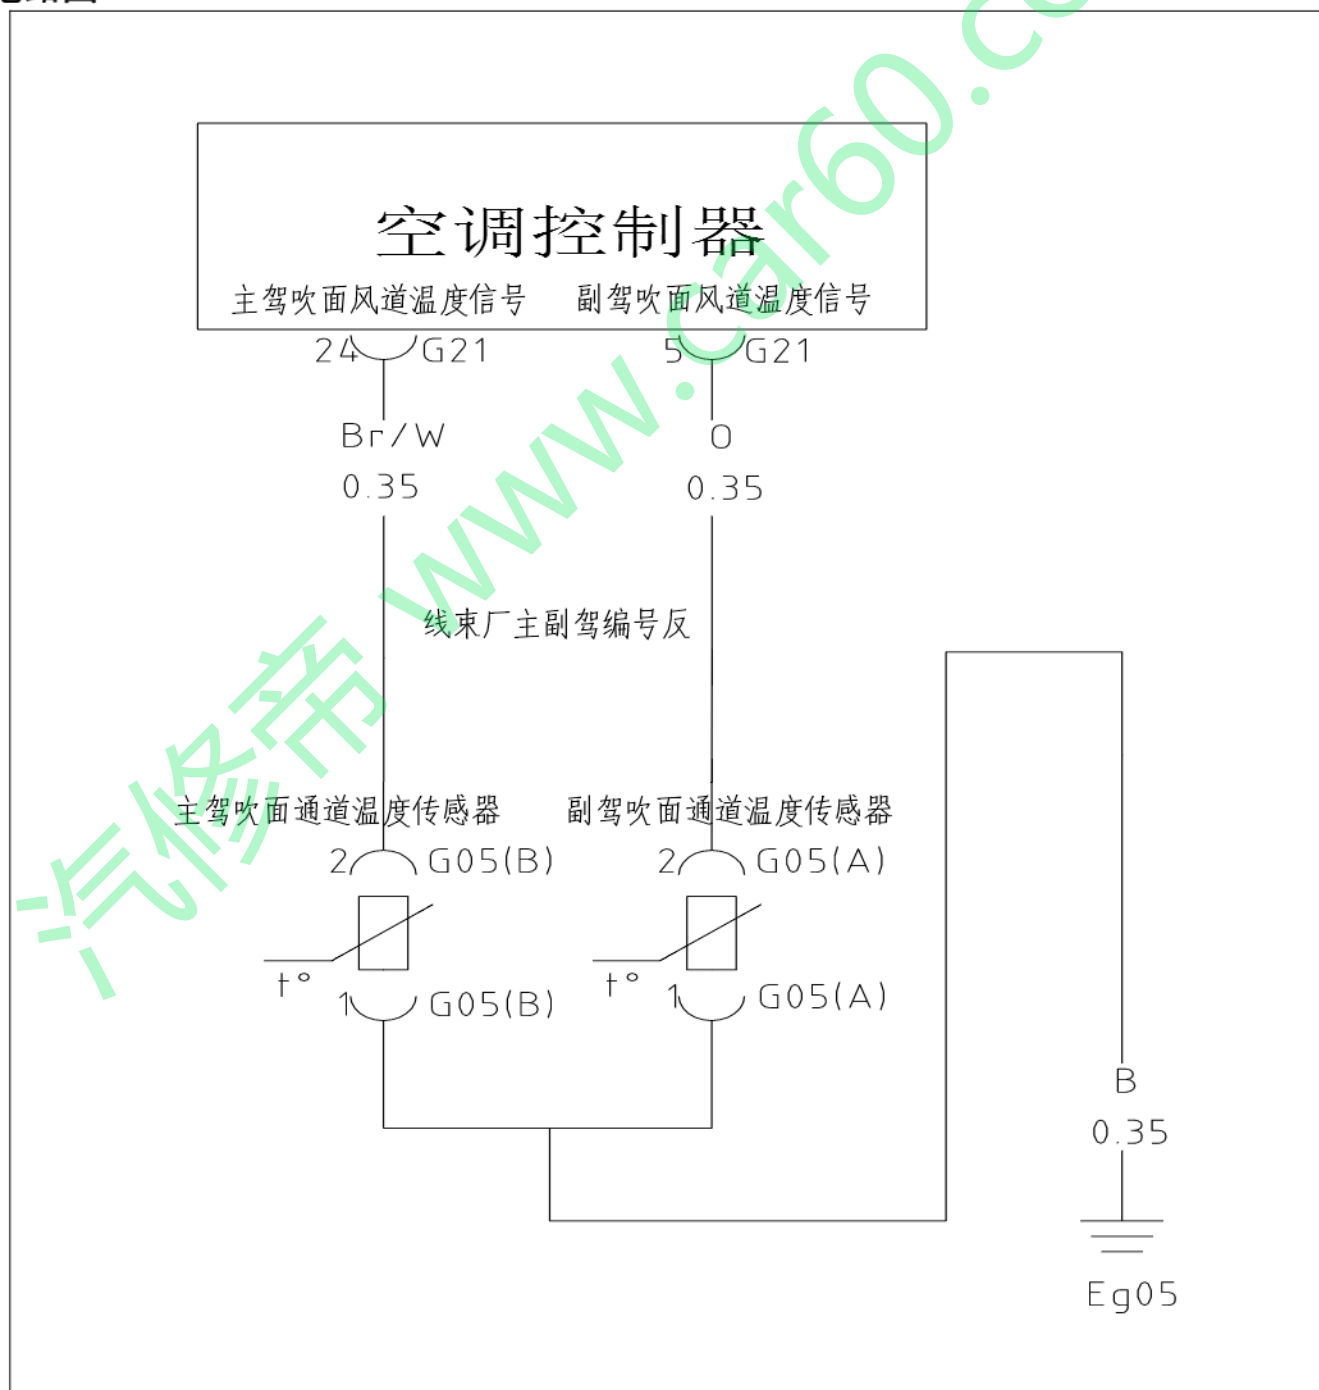 空调控制器
主驾吹面风道温度信号 副驾吹面风道温度信号
24 G21 5 G21
Br/W O
0.35 0.35
线束厂主副驾编号反
主驾吹面通道温度传感器 副驾吹面通道温度传感器
2 G05(B) 2 G05(A)
t° t°
1 G05(B) 1 G05(A)
B
0.35
Eg05
汽修帝 www.car60.co